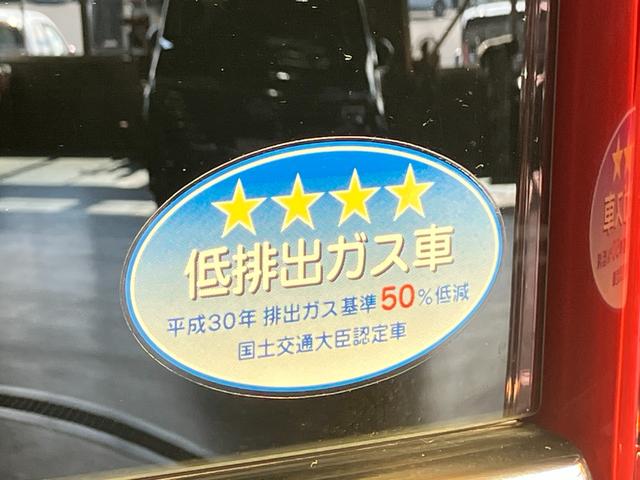 ★★★★
低排出ガス車
平成30年 排出ガス基準50%低減
国土交通大臣認定車